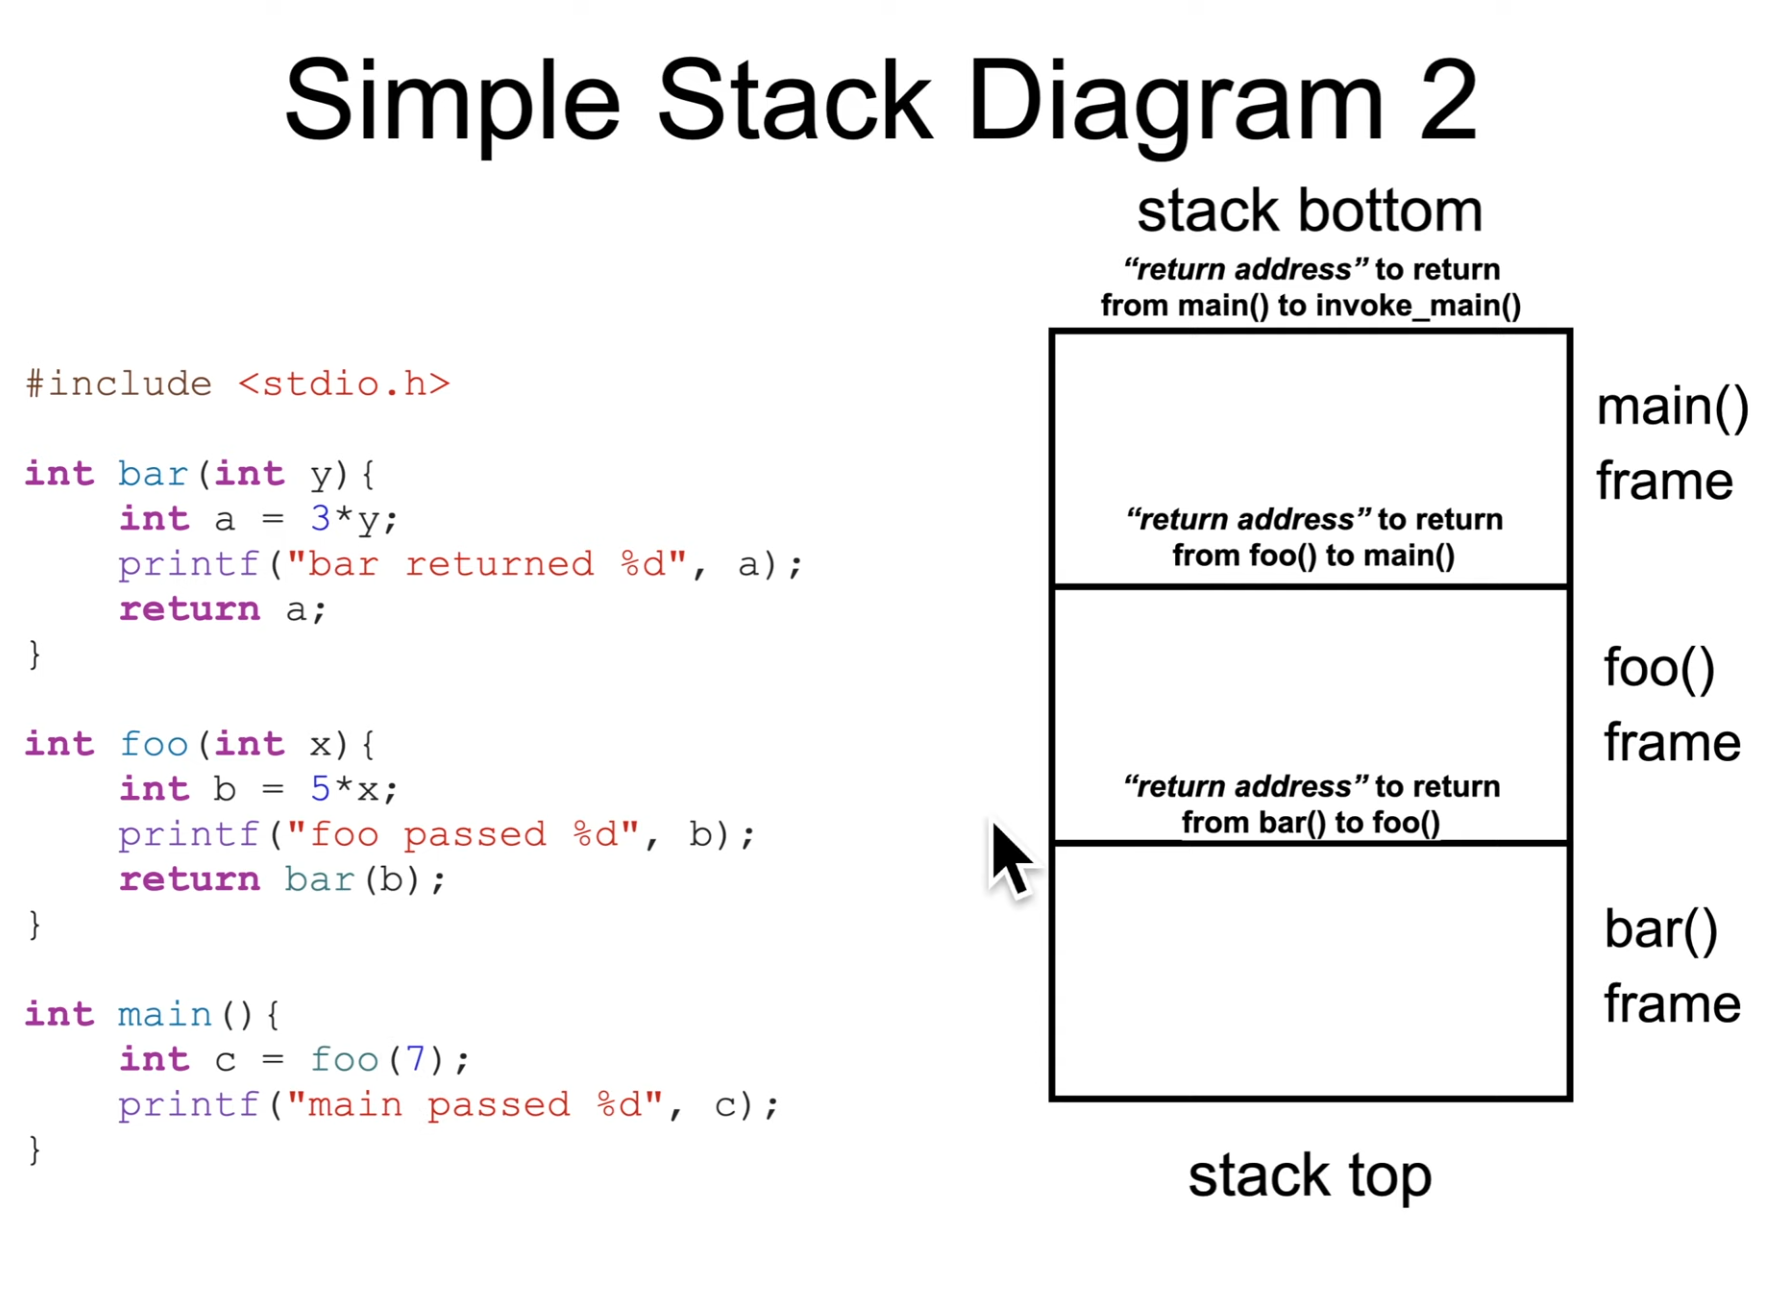 Simple Stack Diagram 2
#include <stdio.h>
int bar(int y){
    int a = 3*y;
    printf("bar returned %d", a);
    return a;
}
int foo(int x){
    int b = 5*x;
    printf("foo passed %d", b);
    return bar(b);
}
int main(){
    int c = foo(7);
    printf("main passed %d", c);
}
stack bottom
“return address” to return
from main() to invoke_main()
main()
frame
“return address” to return
from foo() to main()
foo()
frame
“return address” to return
from bar() to foo()
bar()
frame
stack top